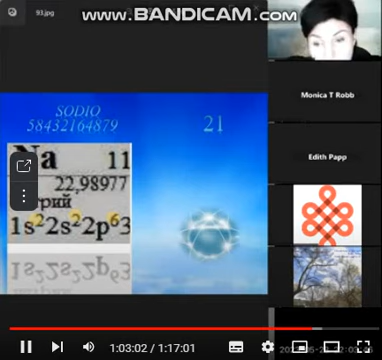 93.jpg
www.BANDICAM.com
Monica T Robb
Edith Papp
SODIO
58432164879
21
Na 11
22,98977
трий
1s²2s²2p⁶3
1:03:02 / 1:17:01